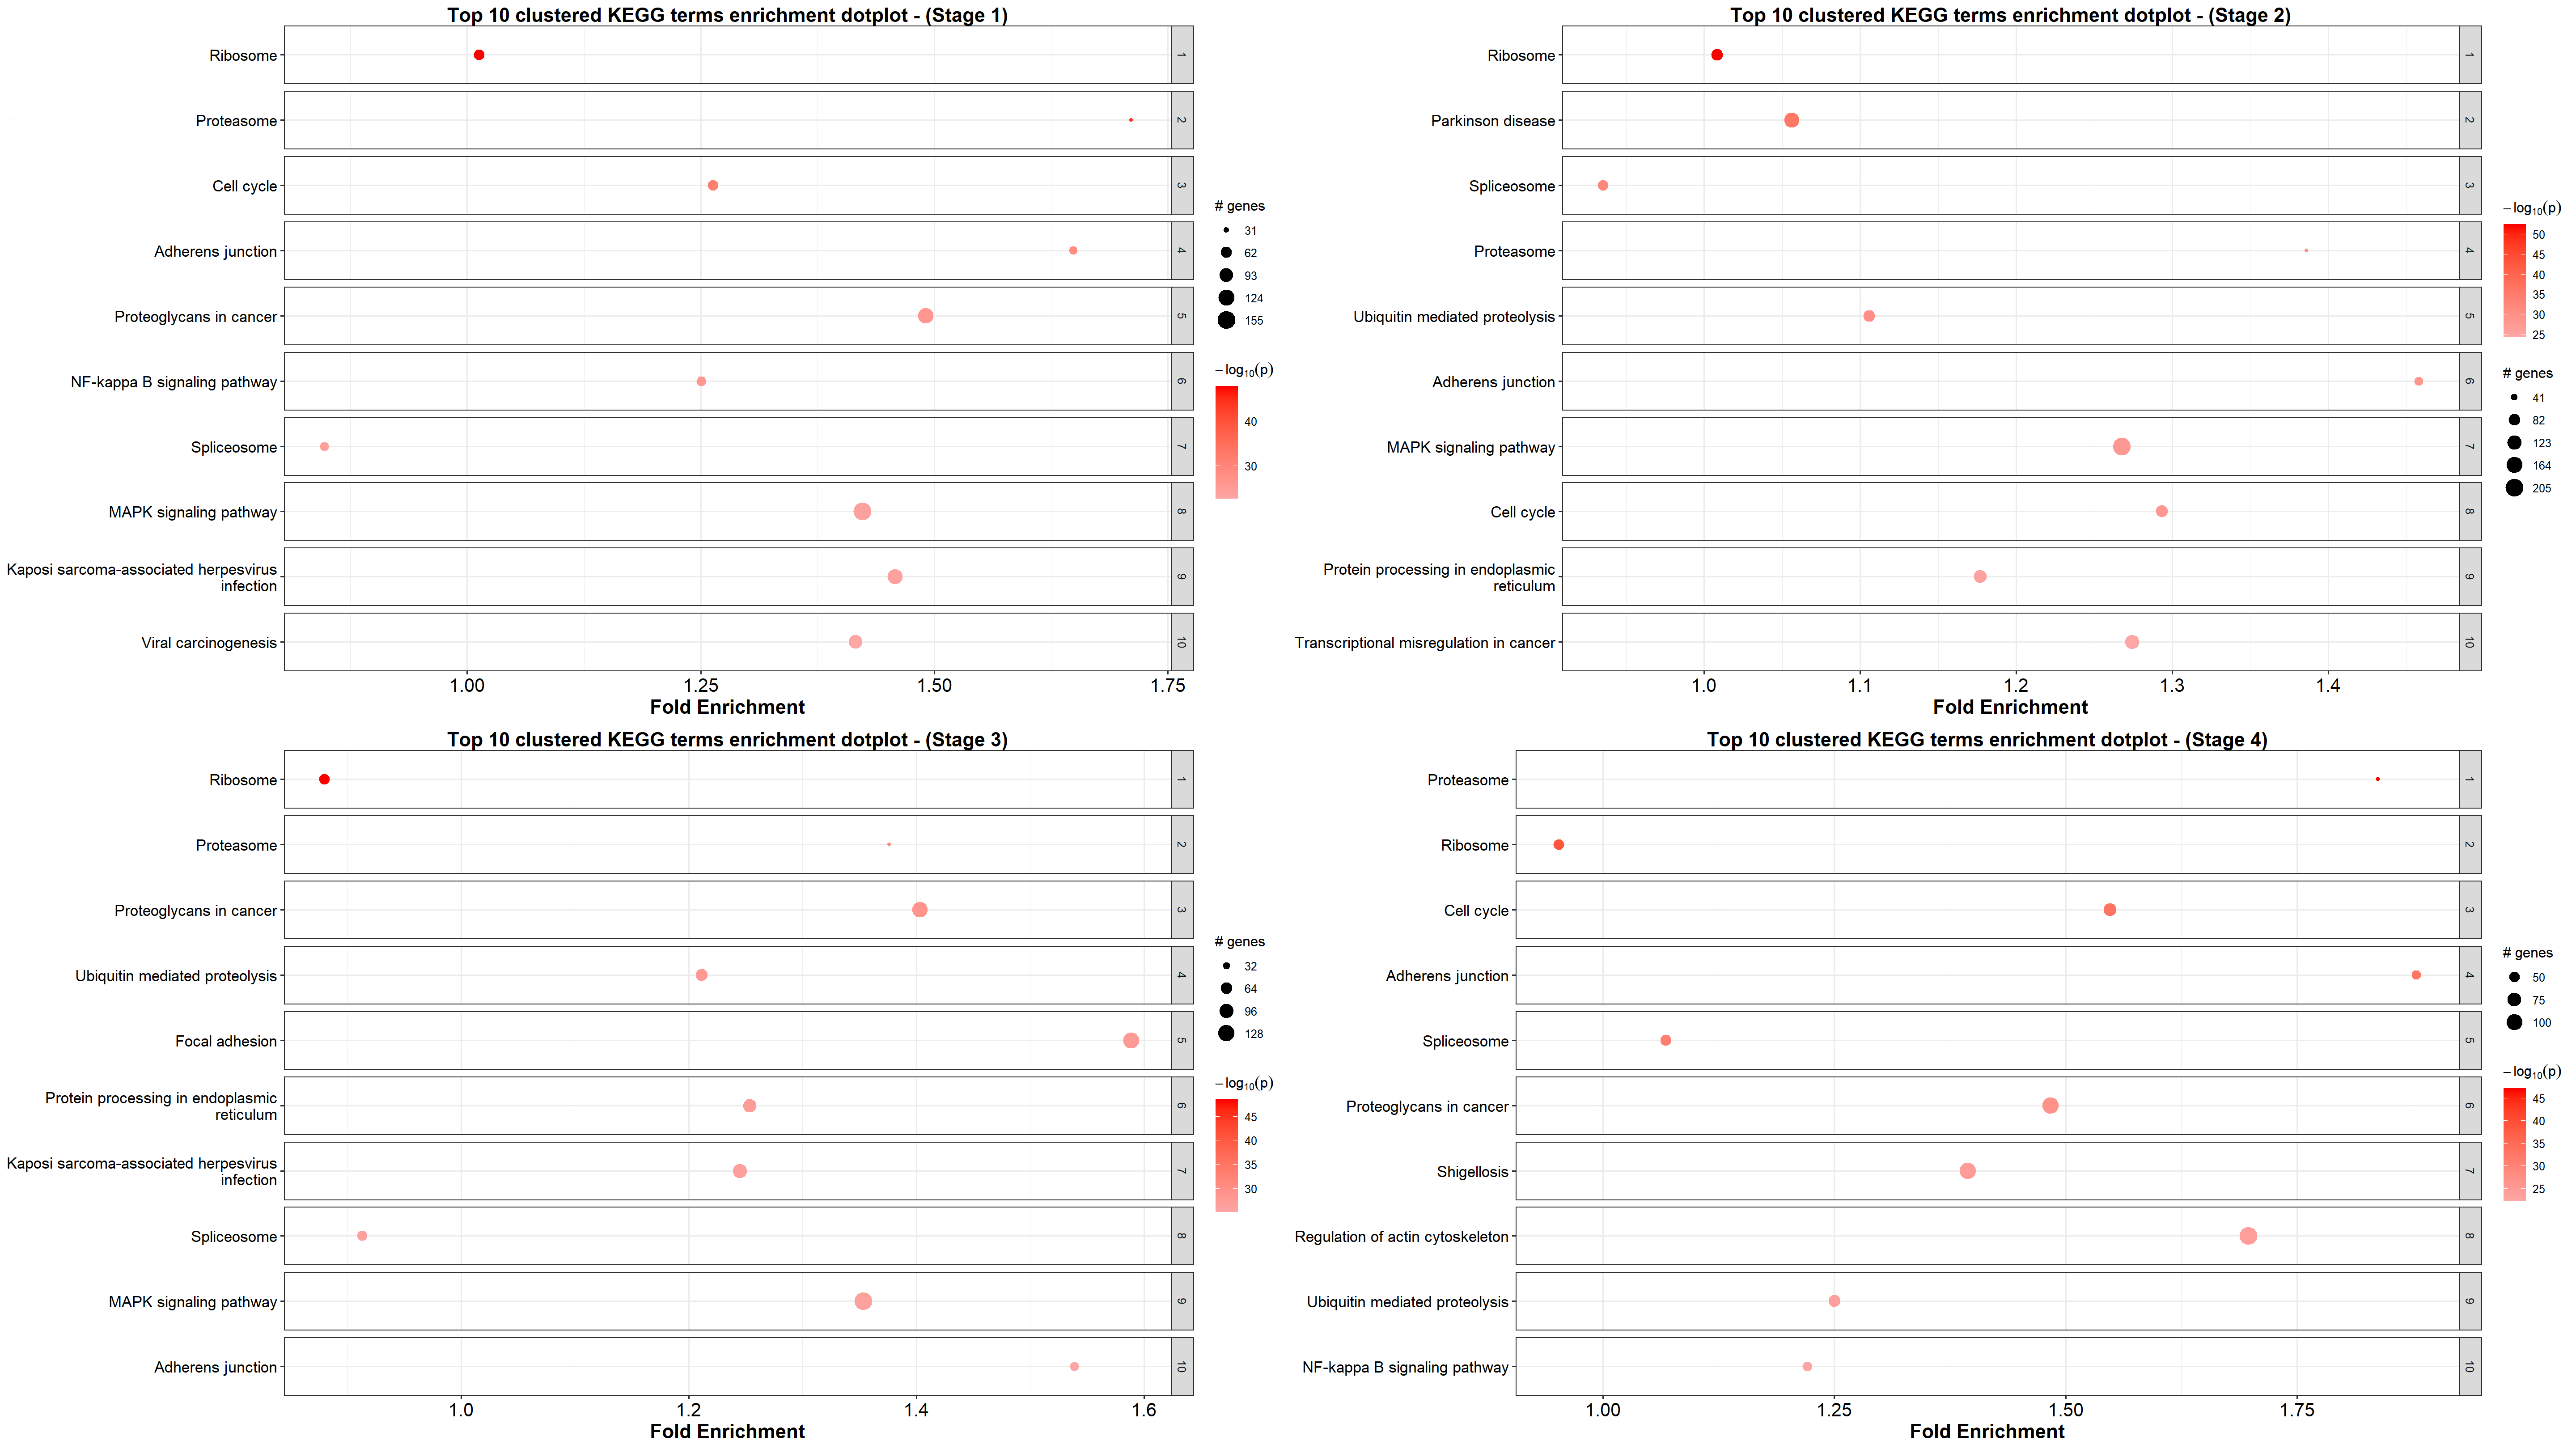 Top 10 clustered KEGG terms enrichment dotplot - (Stage 1)
Ribosome
1
Proteasome
2
Cell cycle
3
Adherens junction
4
Proteoglycans in cancer
5
NF-kappa B signaling pathway
6
Spliceosome
7
MAPK signaling pathway
8
Kaposi sarcoma-associated herpesvirus
infection
9
Viral carcinogenesis
10
1.00 1.25 1.50 1.75
Fold Enrichment
# genes
31
62
93
124
155
−log10(p)
40
30
Top 10 clustered KEGG terms enrichment dotplot - (Stage 2)
Ribosome
1
Parkinson disease
2
Spliceosome
3
Proteasome
4
Ubiquitin mediated proteolysis
5
Adherens junction
6
MAPK signaling pathway
7
Cell cycle
8
Protein processing in endoplasmic
reticulum
9
Transcriptional misregulation in cancer
10
1.0 1.1 1.2 1.3 1.4
Fold Enrichment
−log10(p)
50
45
40
35
30
25
# genes
41
82
123
164
205
Top 10 clustered KEGG terms enrichment dotplot - (Stage 3)
Ribosome
1
Proteasome
2
Proteoglycans in cancer
3
Ubiquitin mediated proteolysis
4
Focal adhesion
5
Protein processing in endoplasmic
reticulum
6
Kaposi sarcoma-associated herpesvirus
infection
7
Spliceosome
8
MAPK signaling pathway
9
Adherens junction
10
1.0 1.2 1.4 1.6
Fold Enrichment
# genes
32
64
96
128
−log10(p)
45
40
35
30
Top 10 clustered KEGG terms enrichment dotplot - (Stage 4)
Proteasome
1
Ribosome
2
Cell cycle
3
Adherens junction
4
Spliceosome
5
Proteoglycans in cancer
6
Shigellosis
7
Regulation of actin cytoskeleton
8
Ubiquitin mediated proteolysis
9
NF-kappa B signaling pathway
10
1.00 1.25 1.50 1.75
Fold Enrichment
# genes
50
75
100
−log10(p)
45
40
35
30
25